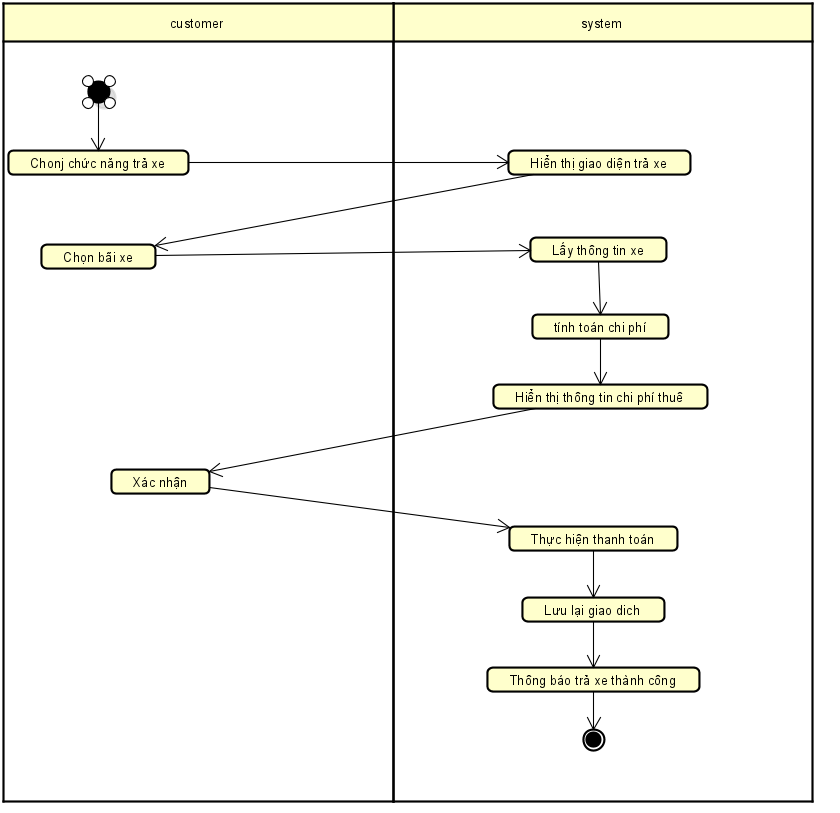 customer
system
Chonj chức năng trả xe
Hiển thị giao diện trả xe
Chọn bãi xe
Lấy thông tin xe
tính toán chi phí
Hiển thị thông tin chi phí thuê
Xác nhận
Thực hiện thanh toán
Lưu lại giao dich
Thông báo trả xe thành công